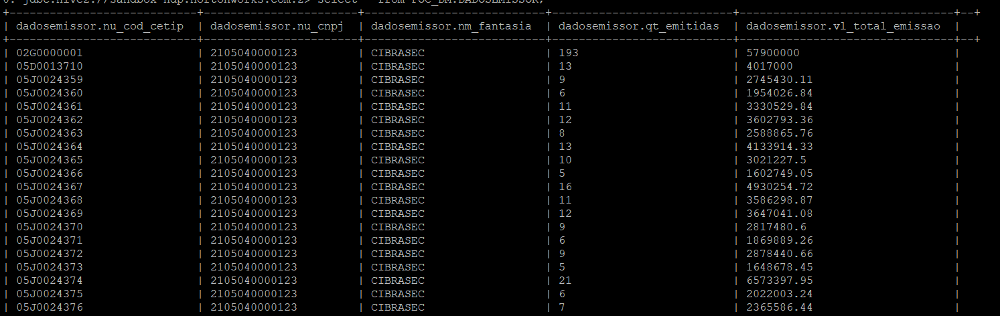 0: jdbc:hive2://sandbox-hdp.hortonworks.com:2> select * from POC_DM.DADOSEMISSOR;
+----------------------------+------------------------+---------------------------+---------------------------+--------------------------------+--+
| dadosemissor.nu_cod_cetip | dadosemissor.nu_cnpj | dadosemissor.nm_fantasia | dadosemissor.qt_emitidas | dadosemissor.vl_total_emissao |
+----------------------------+------------------------+---------------------------+---------------------------+--------------------------------+--+
| 02G0000001 | 2105040000123 | CIBRASEC | 193 | 57900000 |
| 05D0013710 | 2105040000123 | CIBRASEC | 13 | 4017000 |
| 05J0024359 | 2105040000123 | CIBRASEC | 9 | 2745430.11 |
| 05J0024360 | 2105040000123 | CIBRASEC | 6 | 1954026.84 |
| 05J0024361 | 2105040000123 | CIBRASEC | 11 | 3330529.84 |
| 05J0024362 | 2105040000123 | CIBRASEC | 12 | 3602793.36 |
| 05J0024363 | 2105040000123 | CIBRASEC | 8 | 2588865.76 |
| 05J0024364 | 2105040000123 | CIBRASEC | 13 | 4133914.33 |
| 05J0024365 | 2105040000123 | CIBRASEC | 10 | 3021227.5 |
| 05J0024366 | 2105040000123 | CIBRASEC | 5 | 1602749.05 |
| 05J0024367 | 2105040000123 | CIBRASEC | 16 | 4930254.72 |
| 05J0024368 | 2105040000123 | CIBRASEC | 11 | 3586298.87 |
| 05J0024369 | 2105040000123 | CIBRASEC | 12 | 3647041.08 |
| 05J0024370 | 2105040000123 | CIBRASEC | 9 | 2817480.6 |
| 05J0024371 | 2105040000123 | CIBRASEC | 6 | 1869889.26 |
| 05J0024372 | 2105040000123 | CIBRASEC | 9 | 2878440.66 |
| 05J0024373 | 2105040000123 | CIBRASEC | 5 | 1648678.45 |
| 05J0024374 | 2105040000123 | CIBRASEC | 21 | 6573397.95 |
| 05J0024375 | 2105040000123 | CIBRASEC | 6 | 2022003.24 |
| 05J0024376 | 2105040000123 | CIBRASEC | 7 | 2365586.44 |